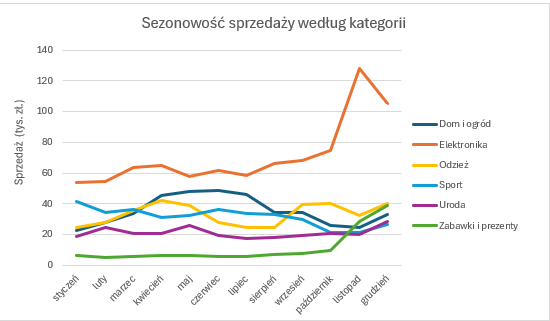 Sezonowość sprzedaży według kategorii
Sprzedaż (tys. zł.)
140
120
100
80
60
40
20
0
styczeń
luty
marzec
kwiecień
maj
czerwiec
lipiec
sierpień
wrzesień
październik
listopad
grudzień
Dom i ogród
Elektronika
Odzież
Sport
Uroda
Zabawki i prezenty